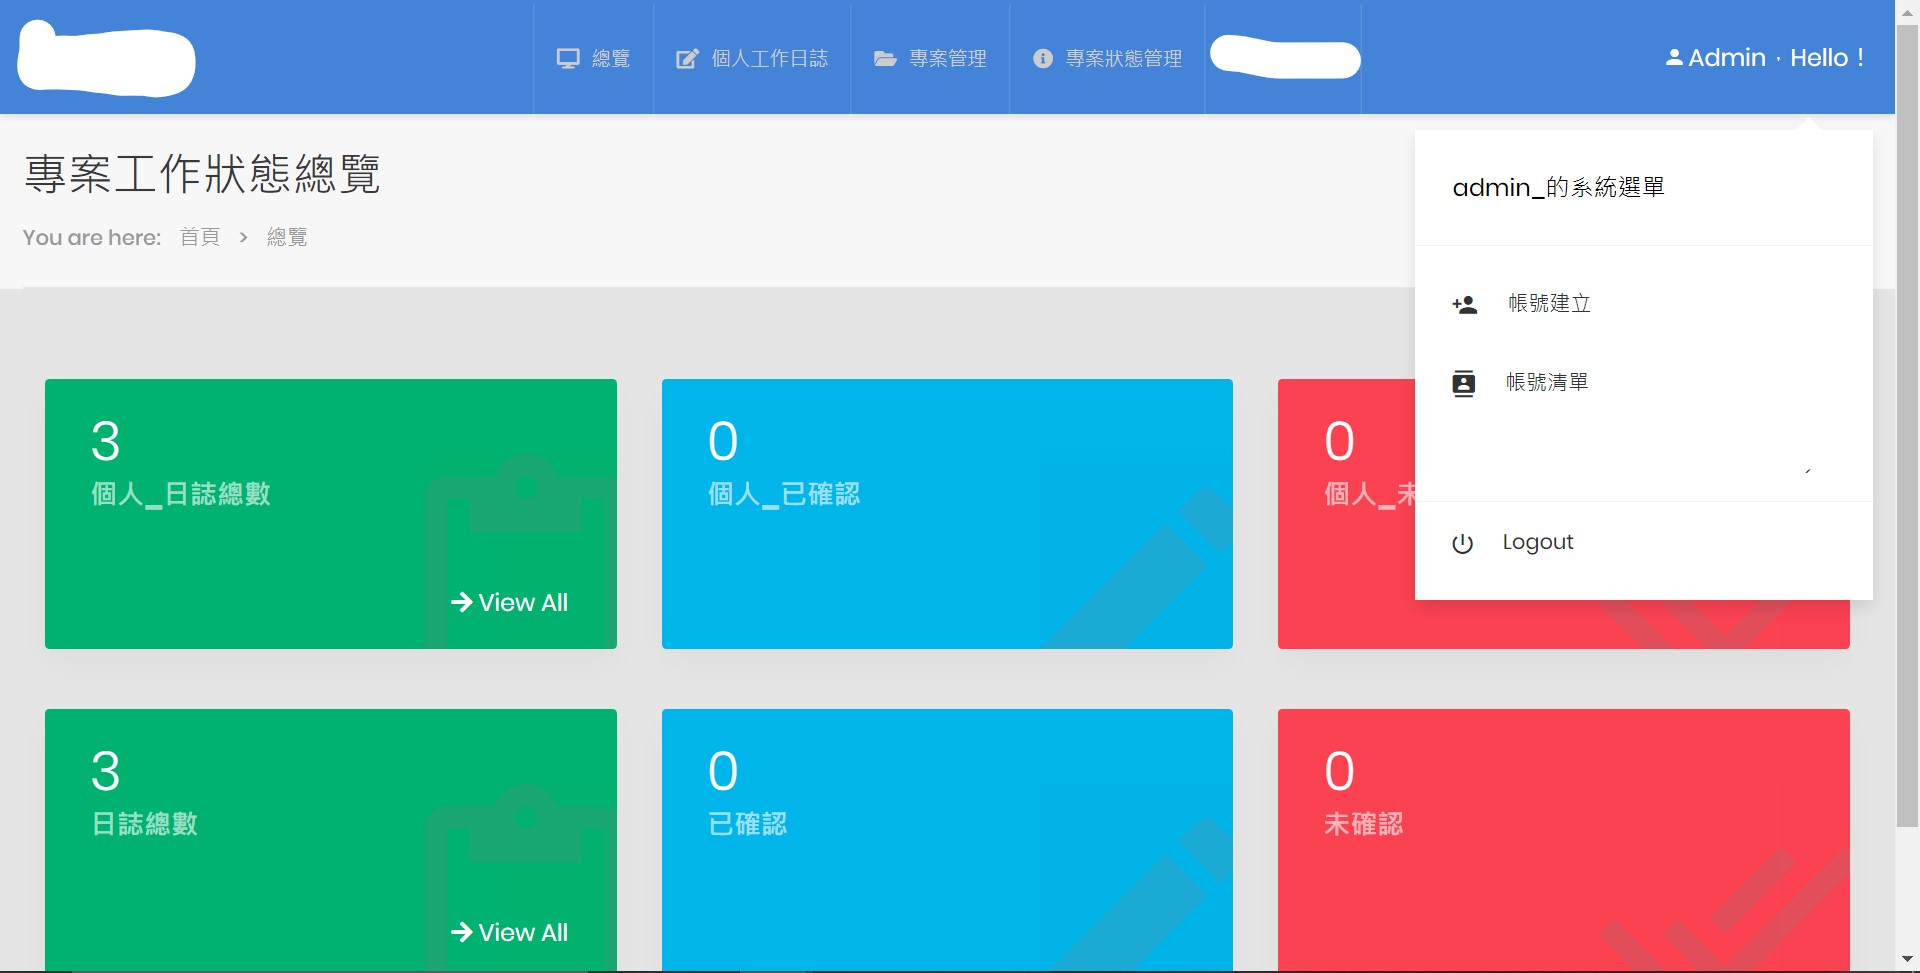 總覽
個人工作日誌
專案管理
專案狀態管理
Admin，Hello！
專案工作狀態總覽
You are here: 首頁 > 總覽
admin_的系統選單
帳號建立
帳號清單
Logout
3
個人_日誌總數
View All
0
個人_已確認
0
個人_未
3
日誌總數
View All
0
已確認
0
未確認